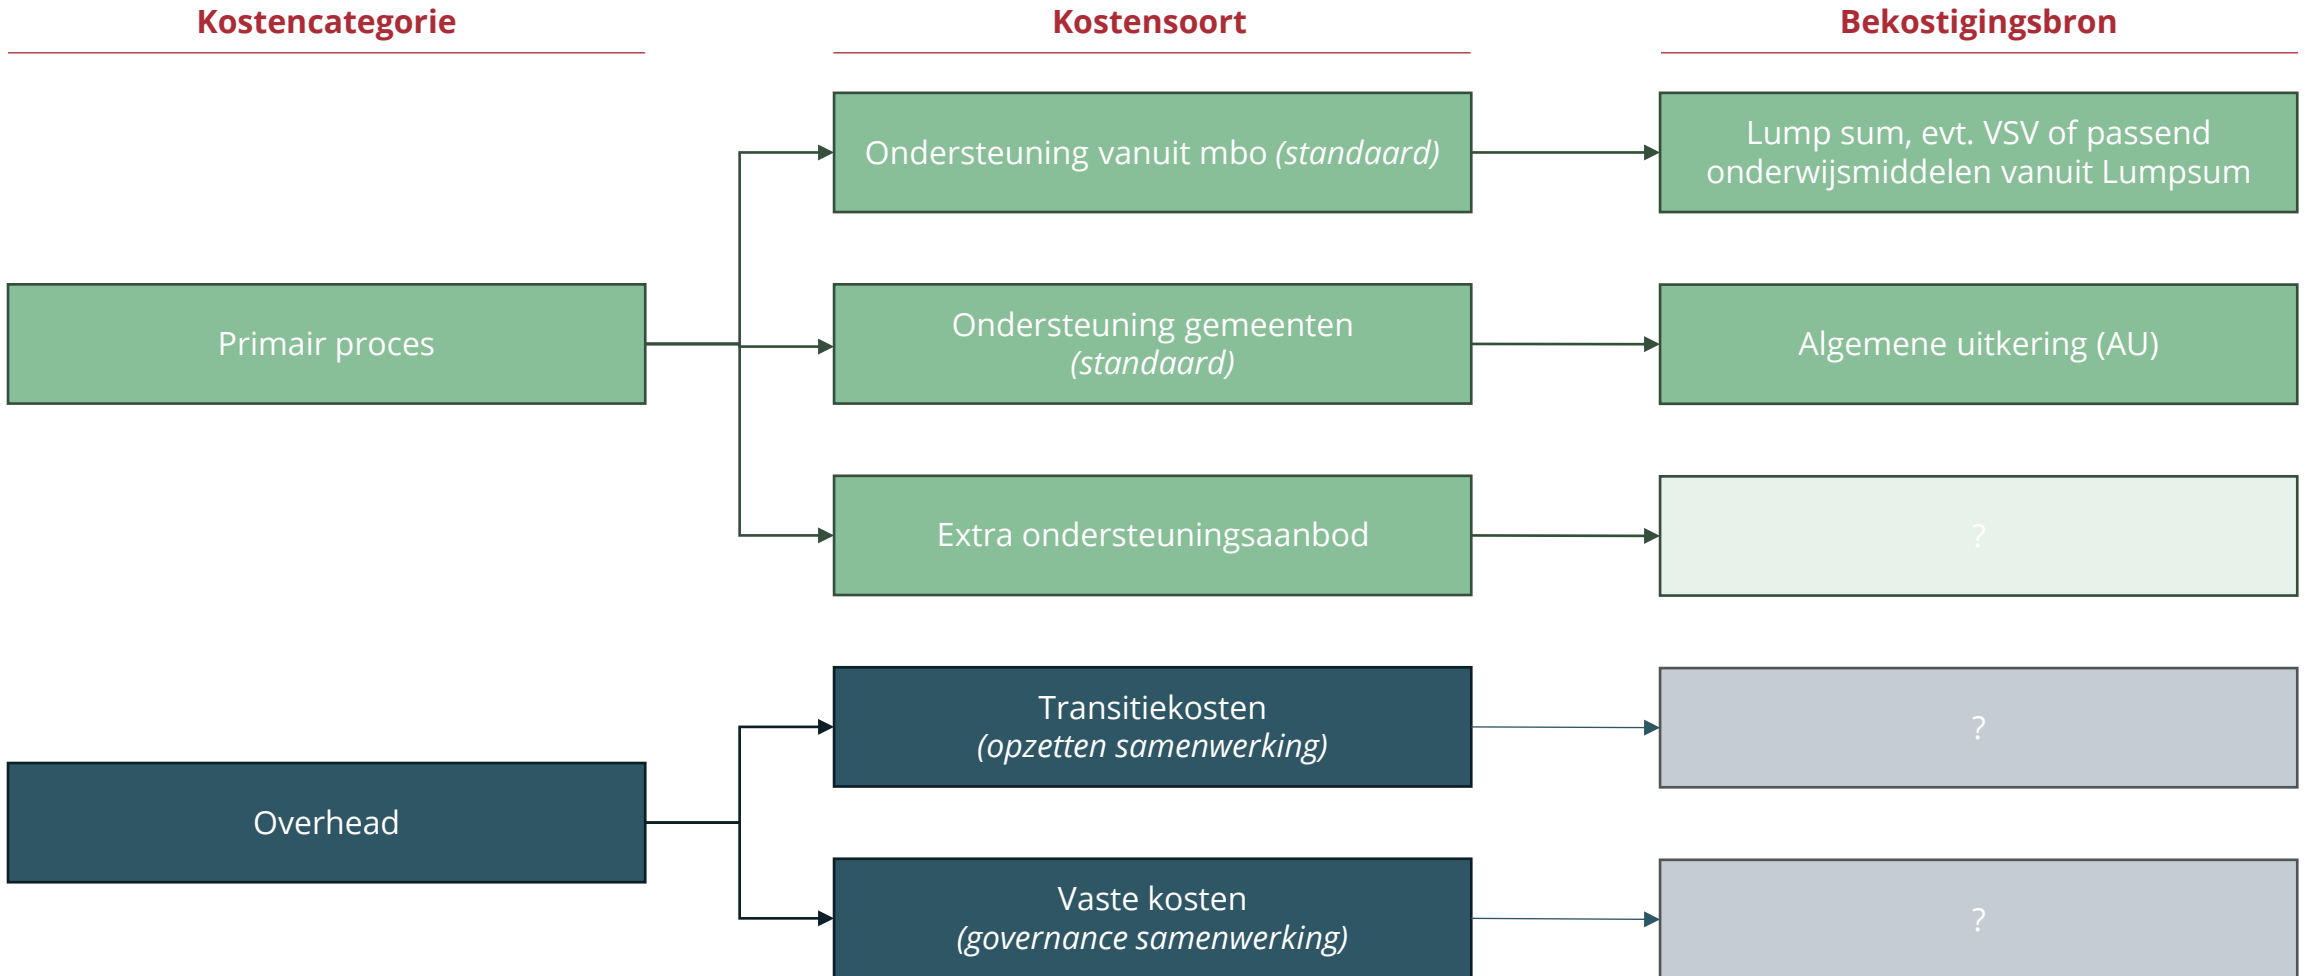 Kostencategorie
Kostensoort
Bekostigingsbron
Ondersteuning vanuit mbo (standaard)
Lump sum, evt. VSV of passend
onderwijsmiddelen vanuit Lumpsum
Primair proces
Ondersteuning gemeenten
(standaard)
Algemene uitkering (AU)
Extra ondersteuningsaanbod
?
Transitiekosten
(opzetten samenwerking)
?
Overhead
Vaste kosten
(governance samenwerking)
?